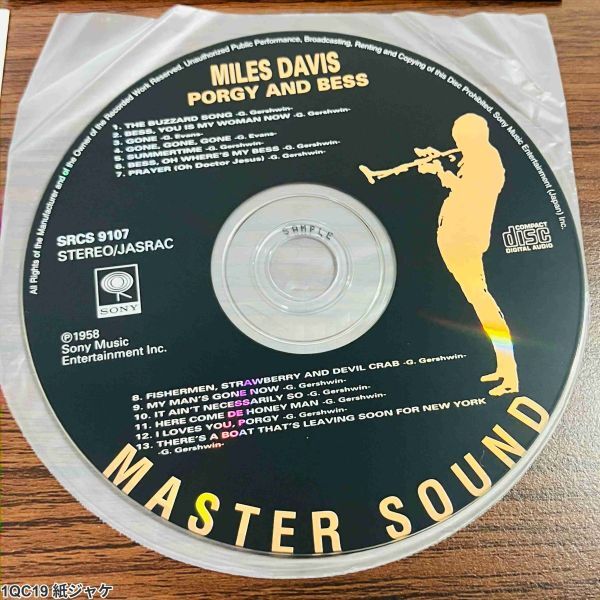 All Rights of the Manufacturer and of the Owner of the Recorded Work Reserved. Unauthorized Public Performance, Broadcasting, Renting and Copying of this Disc Prohibited. Sony Music Entertainment (Japan) Inc.
MILES DAVIS
PORGY AND BESS
1. THE BUZZARD SONG -G. Gershwin-
2. BESS, YOU IS MY WOMAN NOW -G. Gershwin-
3. GONE -G. Evans-
4. GONE, GONE, GONE -G. Evans-
5. SUMMERTIME -G. Gershwin-
6. BESS, OH WHERE'S MY BESS -G. Gershwin-
7. PRAYER (Oh Doctor Jesus) -G. Gershwin-
SRCS 9107
STEREO/JASRAC
SONY
SAMPLE
COMPACT
disc
DIGITAL AUDIO
℗1958
Sony Music
Entertainment Inc.
8. FISHERMEN, STRAWBERRY AND DEVIL CRAB -G. Gershwin-
9. MY MAN'S GONE NOW -G. Gershwin-
10. IT AIN'T NECESSARILY SO -G. Gershwin-
11. HERE COME DE HONEY MAN -G. Gershwin-
12. I LOVES YOU, PORGY -G. Gershwin-
13. THERE'S A BOAT THAT'S LEAVING SOON FOR NEW YORK
-G. Gershwin-
MASTER SOUND
1QC19 紙ジャケ